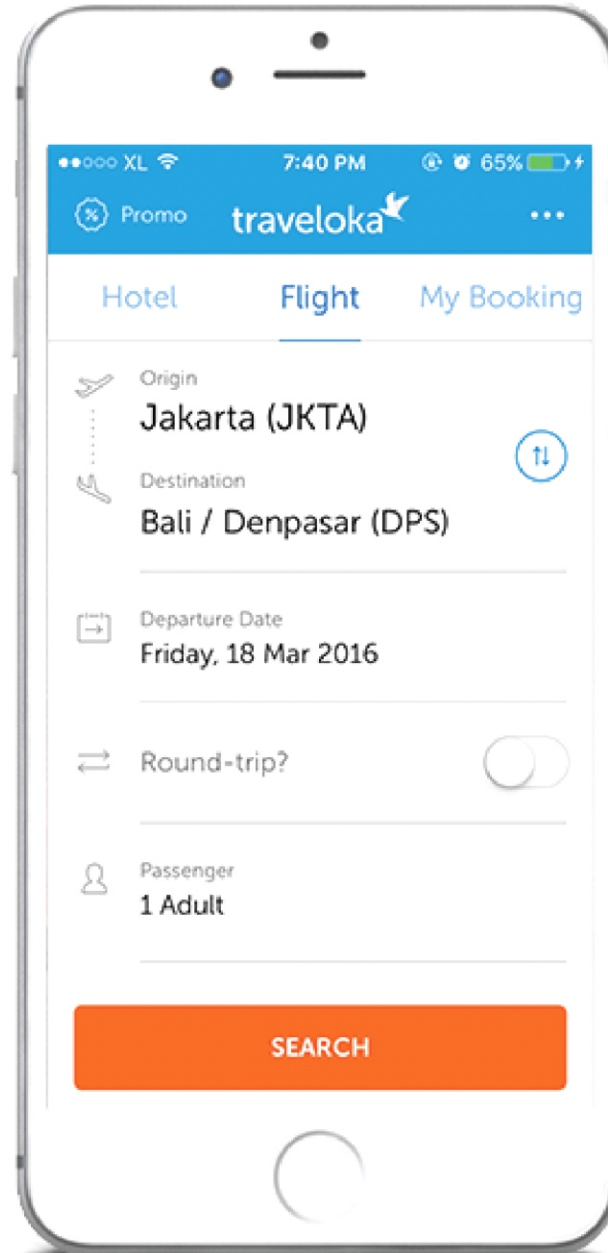 XL 7:40 PM 65%
Promo traveloka
Hotel Flight My Booking
Origin
Jakarta (JKTA)
Destination
Bali / Denpasar (DPS)
Departure Date
Friday, 18 Mar 2016
Round-trip?
Passenger
1 Adult
SEARCH